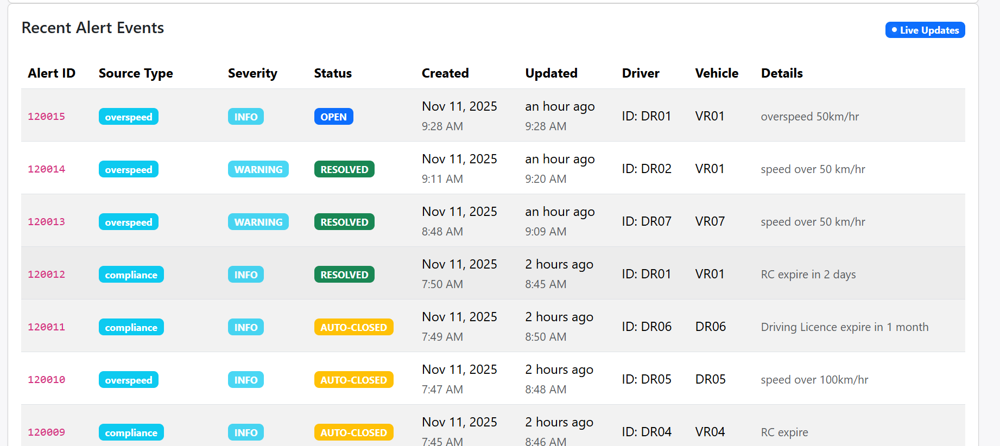 Recent Alert Events
Live Updates
Alert ID Source Type Severity Status Created Updated Driver Vehicle Details
120015 overspeed INFO OPEN Nov 11, 2025 an hour ago ID: DR01 VR01 overspeed 50km/hr
9:28 AM 9:28 AM
120014 overspeed WARNING RESOLVED Nov 11, 2025 an hour ago ID: DR02 VR01 speed over 50 km/hr
9:11 AM 9:20 AM
120013 overspeed WARNING RESOLVED Nov 11, 2025 an hour ago ID: DR07 VR07 speed over 50 km/hr
8:48 AM 9:09 AM
120012 compliance INFO RESOLVED Nov 11, 2025 2 hours ago ID: DR01 VR01 RC expire in 2 days
7:50 AM 8:45 AM
120011 compliance INFO AUTO-CLOSED Nov 11, 2025 2 hours ago ID: DR06 DR06 Driving Licence expire in 1 month
7:49 AM 8:50 AM
120010 overspeed INFO AUTO-CLOSED Nov 11, 2025 2 hours ago ID: DR05 DR05 speed over 100km/hr
7:47 AM 8:48 AM
120009 compliance INFO AUTO-CLOSED Nov 11, 2025 2 hours ago ID: DR04 VR04 RC expire
7:45 AM 8:46 AM